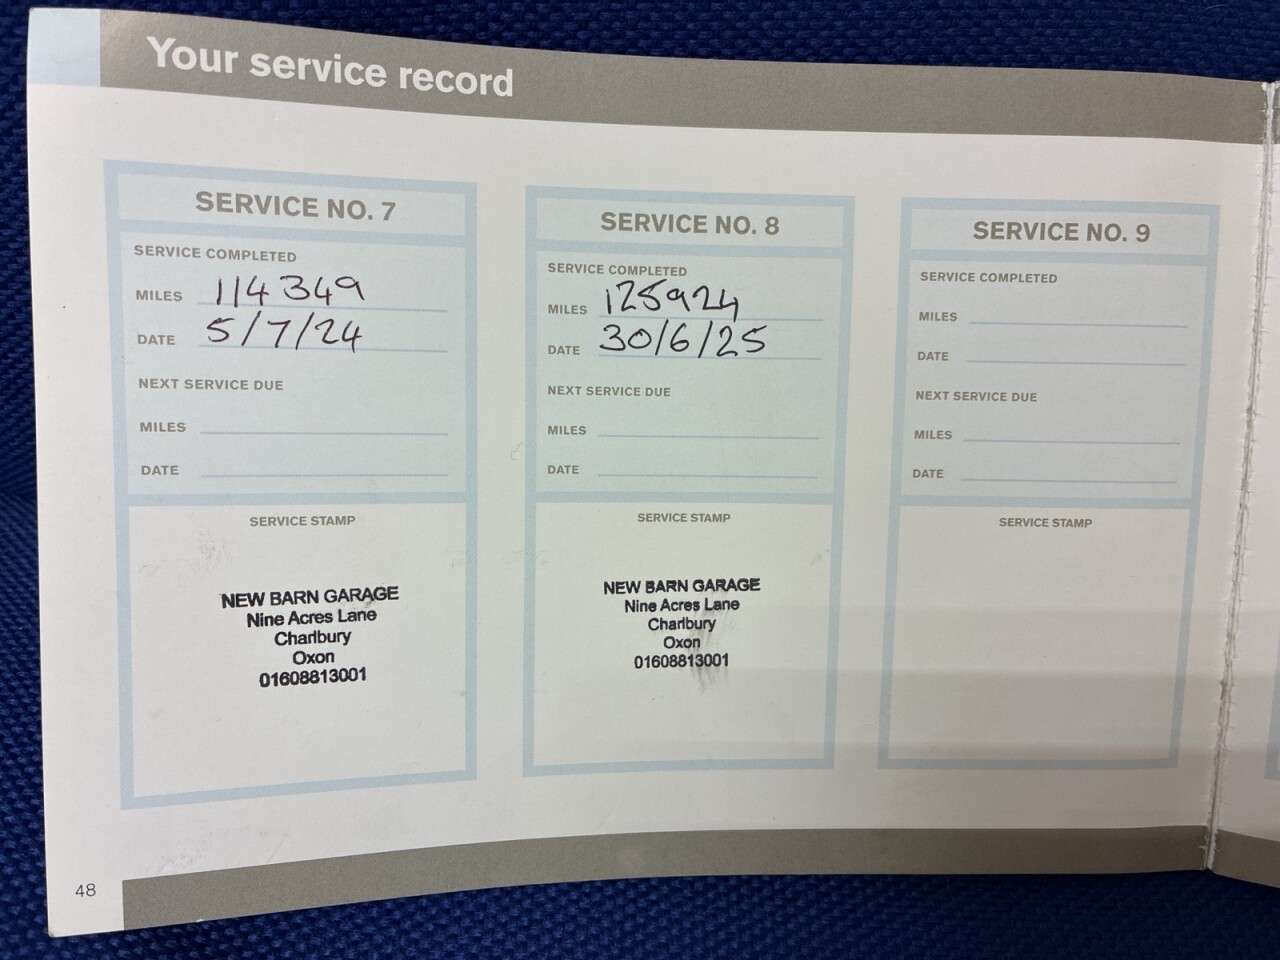 Your service record
SERVICE NO. 7
SERVICE COMPLETED
MILES 114349
DATE 5/7/24
NEXT SERVICE DUE
MILES
DATE
SERVICE STAMP
NEW BARN GARAGE
Nine Acres Lane
Charlbury
Oxon
01608813001
SERVICE NO. 8
SERVICE COMPLETED
MILES 125924
DATE 30/6/25
NEXT SERVICE DUE
MILES
DATE
SERVICE STAMP
NEW BARN GARAGE
Nine Acres Lane
Charlbury
Oxon
01608813001
SERVICE NO. 9
SERVICE COMPLETED
MILES
DATE
NEXT SERVICE DUE
MILES
DATE
SERVICE STAMP
48